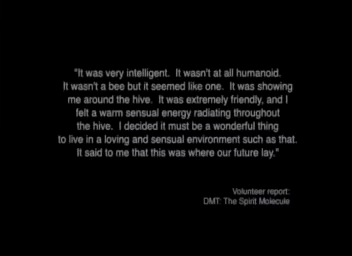 "It was very intelligent. It wasn't at all humanoid.
It wasn't a bee but it seemed like one. It was showing
me around the hive. It was extremely friendly, and I
felt a warm sensual energy radiating throughout
the hive. I decided it must be a wonderful thing
to live in a loving and sensual environment such as that.
It said to me that this was where our future lay."
Volunteer report:
DMT: The Spirit Molecule